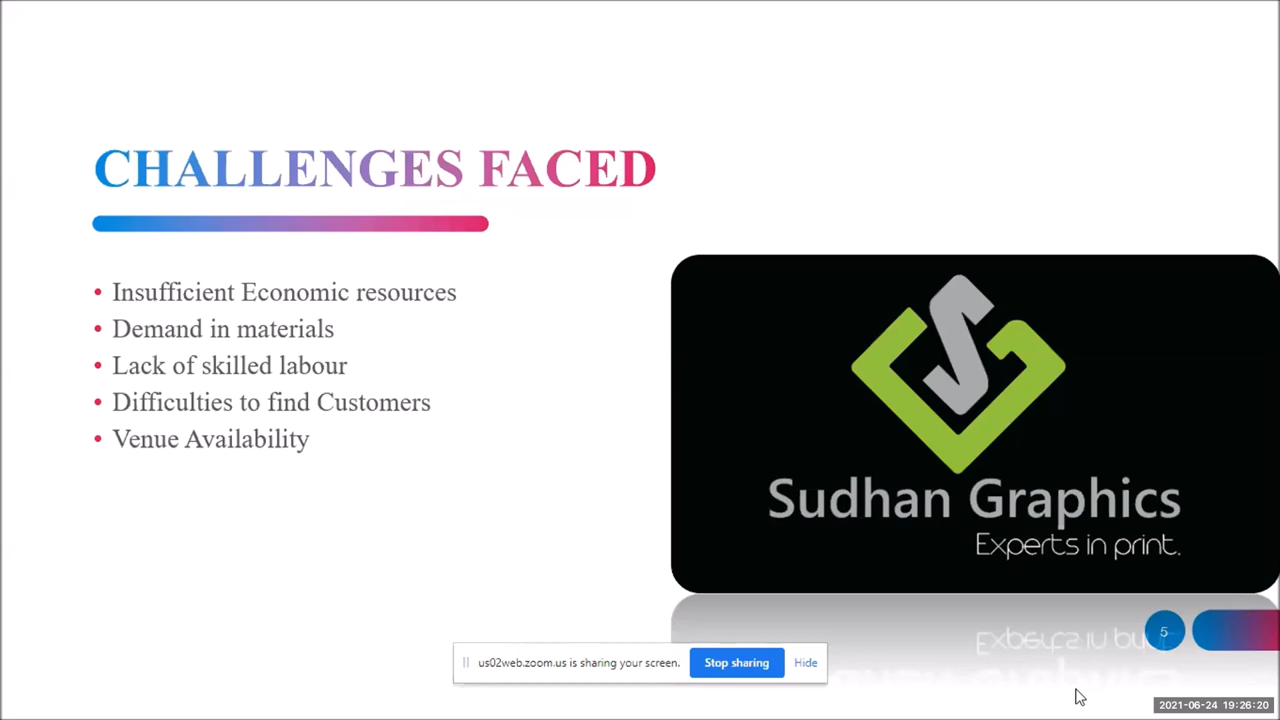 CHALLENGES FACED
• Insufficient Economic resources
• Demand in materials
• Lack of skilled labour
• Difficulties to find Customers
• Venue Availability
Sudhan Graphics
Experts in print.
5
us02web.zoom.us is sharing your screen.
Stop sharing
Hide
2021-06-24 19:26:20